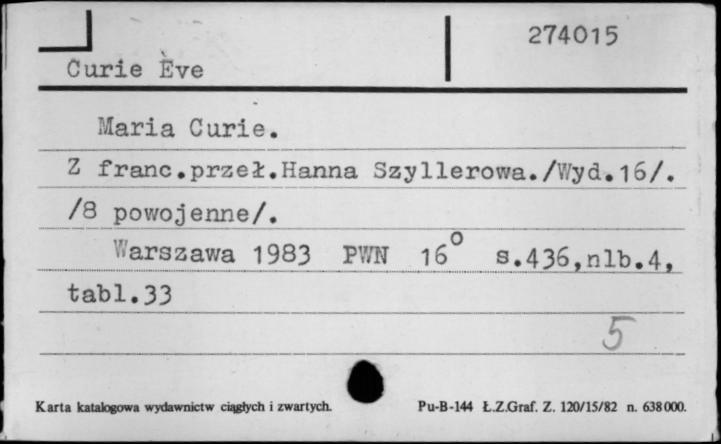 274015
Curie Ève
Maria Curie.
Z franc.przeł.Hanna Szyllerowa./Wyd.16/.
/8 powojenne/.
Warszawa 1983 PWN 16° s.436,nlb.4,
tabl.33
5
Karta katalogowa wydawnictw ciągłych i zwartych. Pu-B-144 Ł.Z.Graf. Z. 120/15/82 n. 638000.